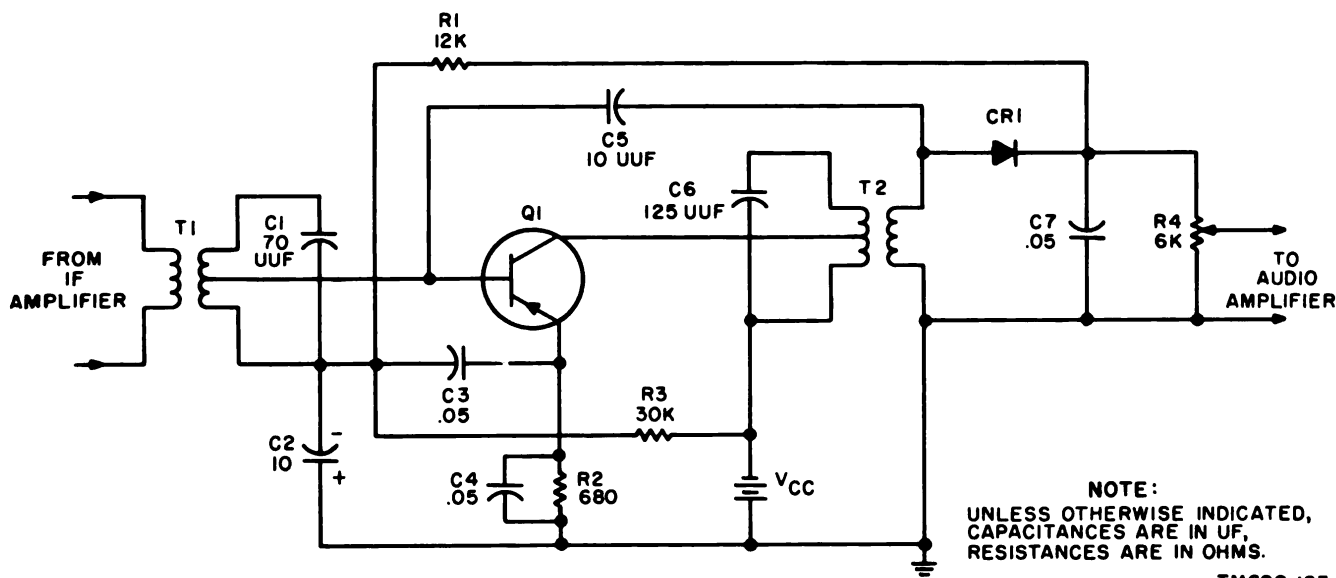 R1
12K
C5
10 UUF
CR1
T1
C1
70
UUF
Q1
C6
125 UUF
T2
C7
.05
R4
6K
FROM
IF
AMPLIFIER
TO
AUDIO
AMPLIFIER
C3
.05
R3
30K
C2
10
-
+
C4
.05
R2
680
VCC
NOTE:
UNLESS OTHERWISE INDICATED,
CAPACITANCES ARE IN UF,
RESISTANCES ARE IN OHMS.